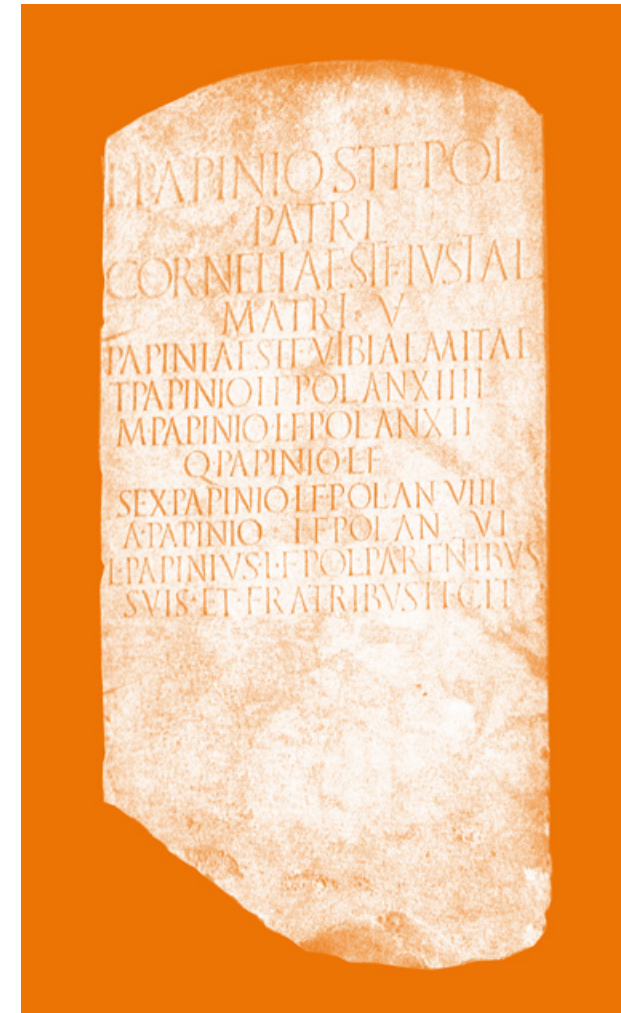 L·PAPINIO ST·F·POL
PATRI
CORNELIAE ST·F·IVSTAE
MATRI · V
PAPINIAE ST·F VIBIAE AMITAE
T·PAPINIO L·F POL AN XIIII
M·PAPINIO L·F POL AN XII
Q·PAPINIO·L·F
SEX·PAPINIO L·F·POL AN VIII
A·PAPINIO L·F POL AN VI
L·PAPINIVS·L·F POL PARENTIBVS
SVIS·ET·FRATRIBVS FECIT